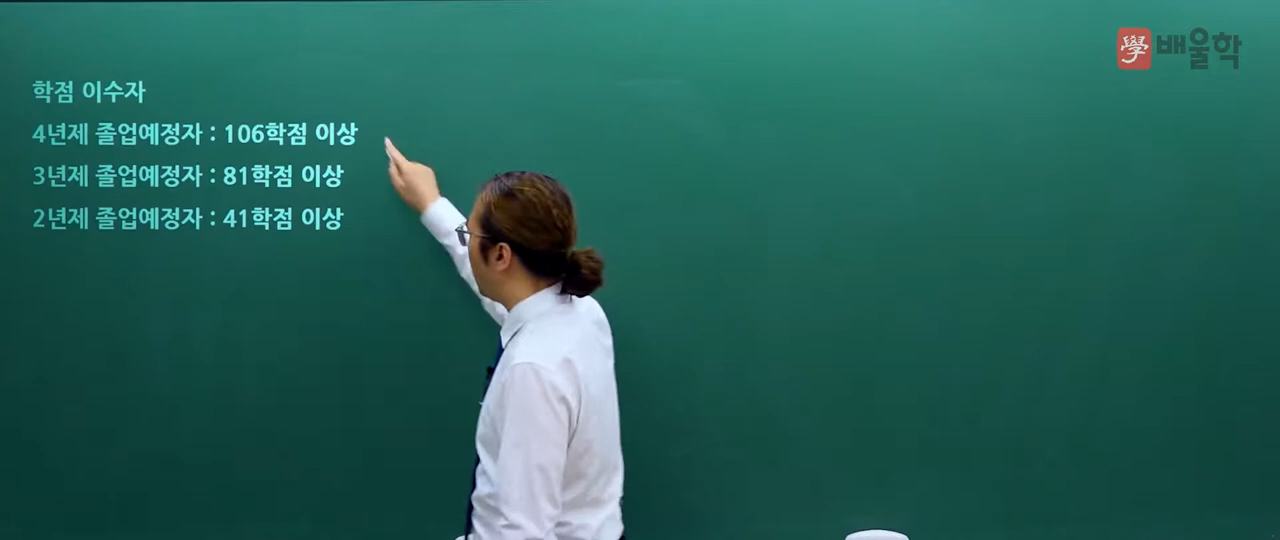 學 배울학
학점 이수자
4년제 졸업예정자 : 106학점 이상
3년제 졸업예정자 : 81학점 이상
2년제 졸업예정자 : 41학점 이상